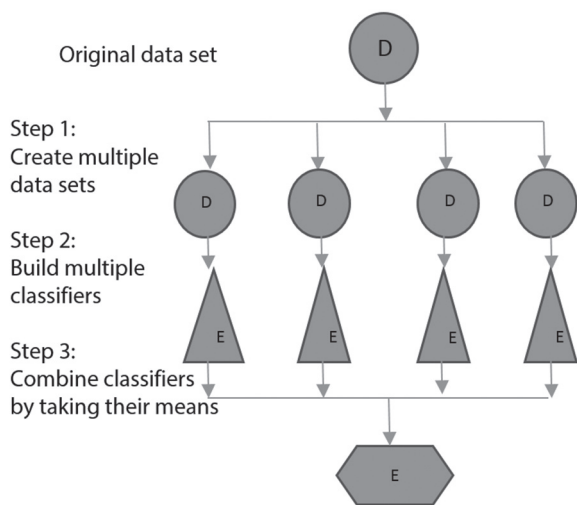 Original data set
D
Step 1:
Create multiple
data sets
D D D D
Step 2:
Build multiple
classifiers
E E E E
Step 3:
Combine classifiers
by taking their means
E